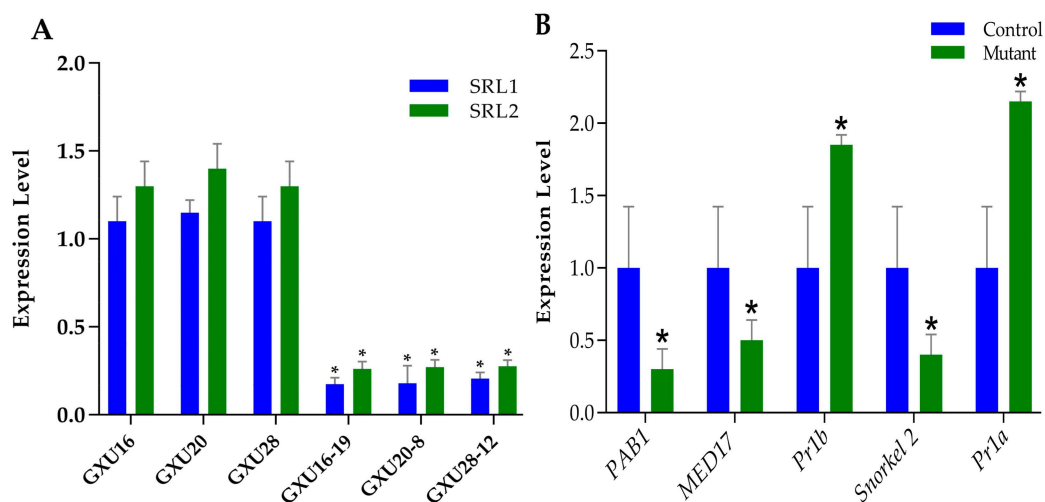 A
2.0
1.5
1.0
0.5
0.0
Expression Level
SRL1
SRL2
*
*
*
*
*
*
GXU16
GXU20
GXU28
GXU16-19
GXU20-8
GXU28-12
B
Control
Mutant
2.5
2.0
1.5
1.0
0.5
0.0
Expression Level
*
*
*
*
*
PAB1
MED17
Pr1b
Snorkel 2
Pr1a